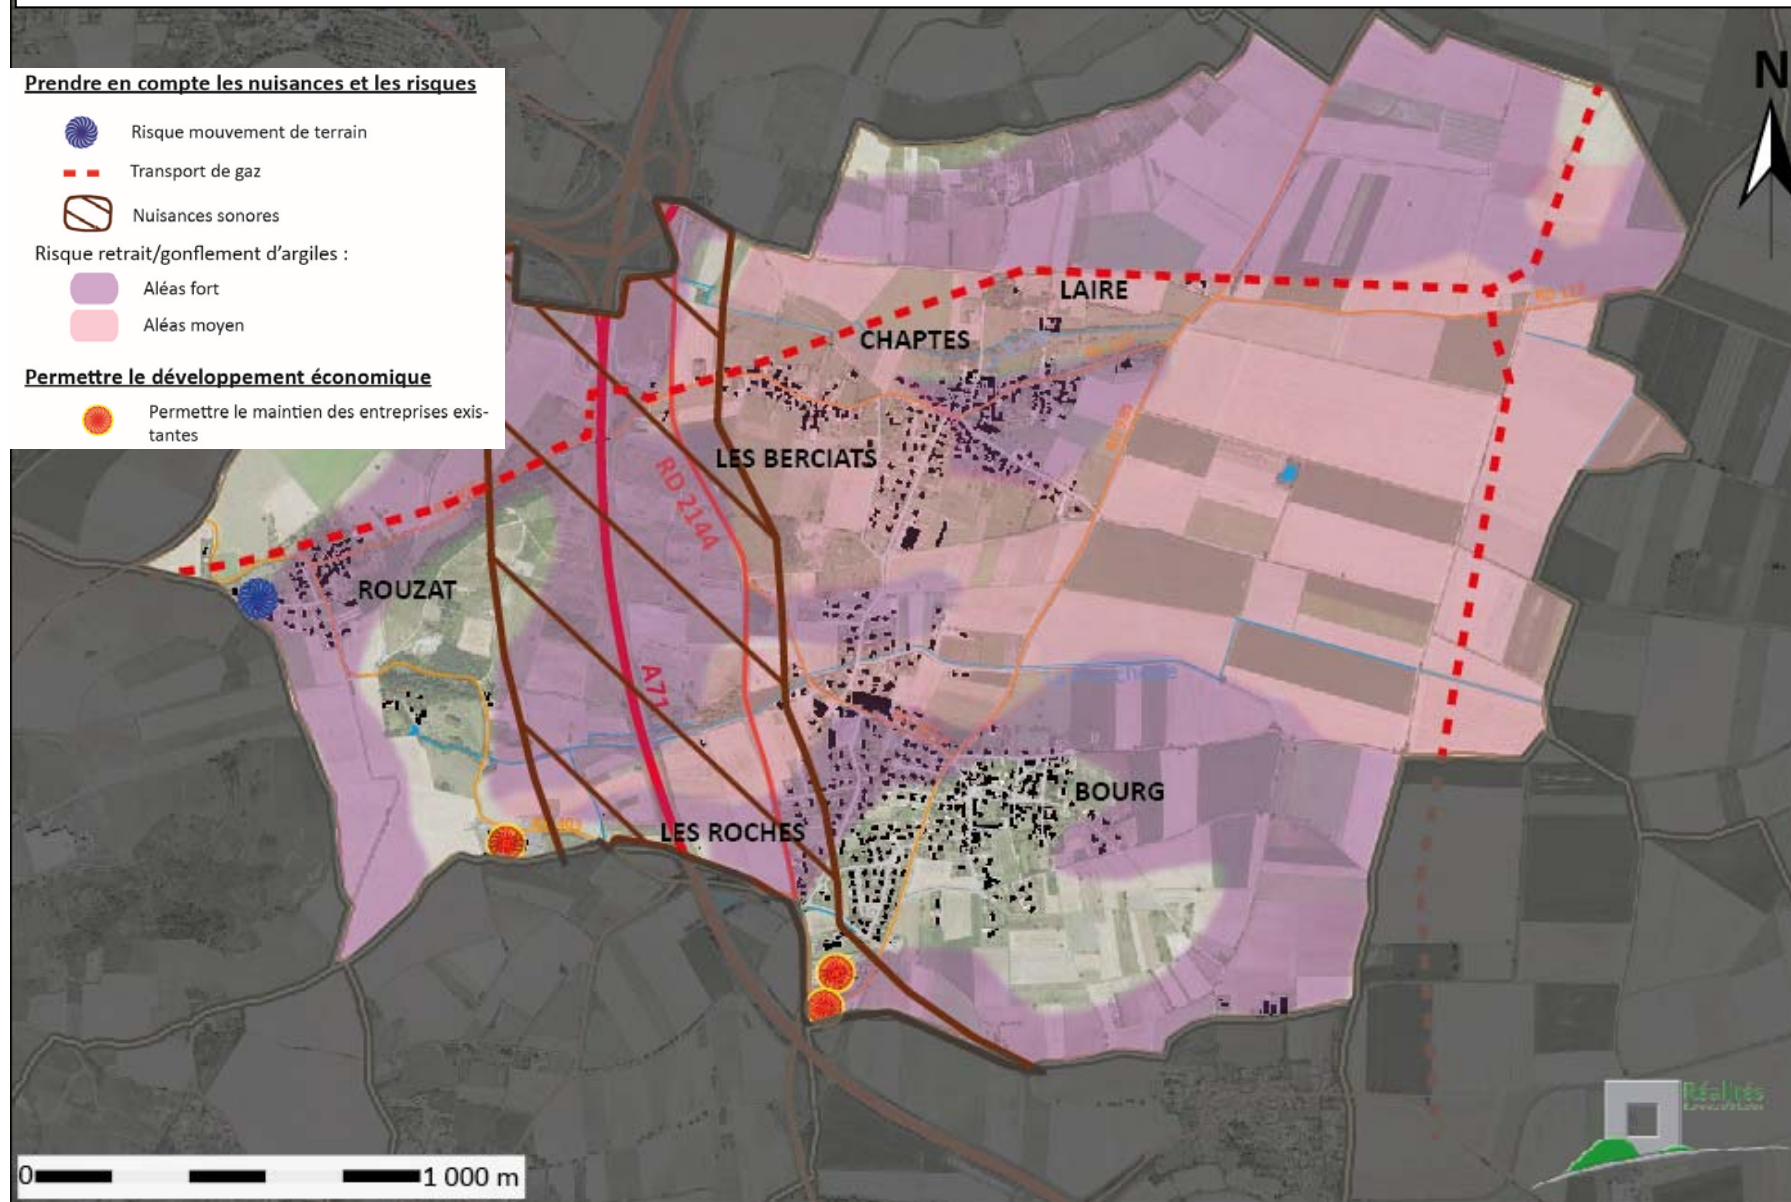 Prendre en compte les nuisances et les risques
Risque mouvement de terrain
Transport de gaz
Nuisances sonores
Risque retrait/gonflement d'argiles :
Aléas fort
Aléas moyen
Permettre le développement économique
Permettre le maintien des entreprises exis-
tantes
N
LAIRE
CHAPTES
LES BERCIATS
RD 2144
ROUZAT
A71
BOURG
LES ROCHES
Réalités
0 1 000 m